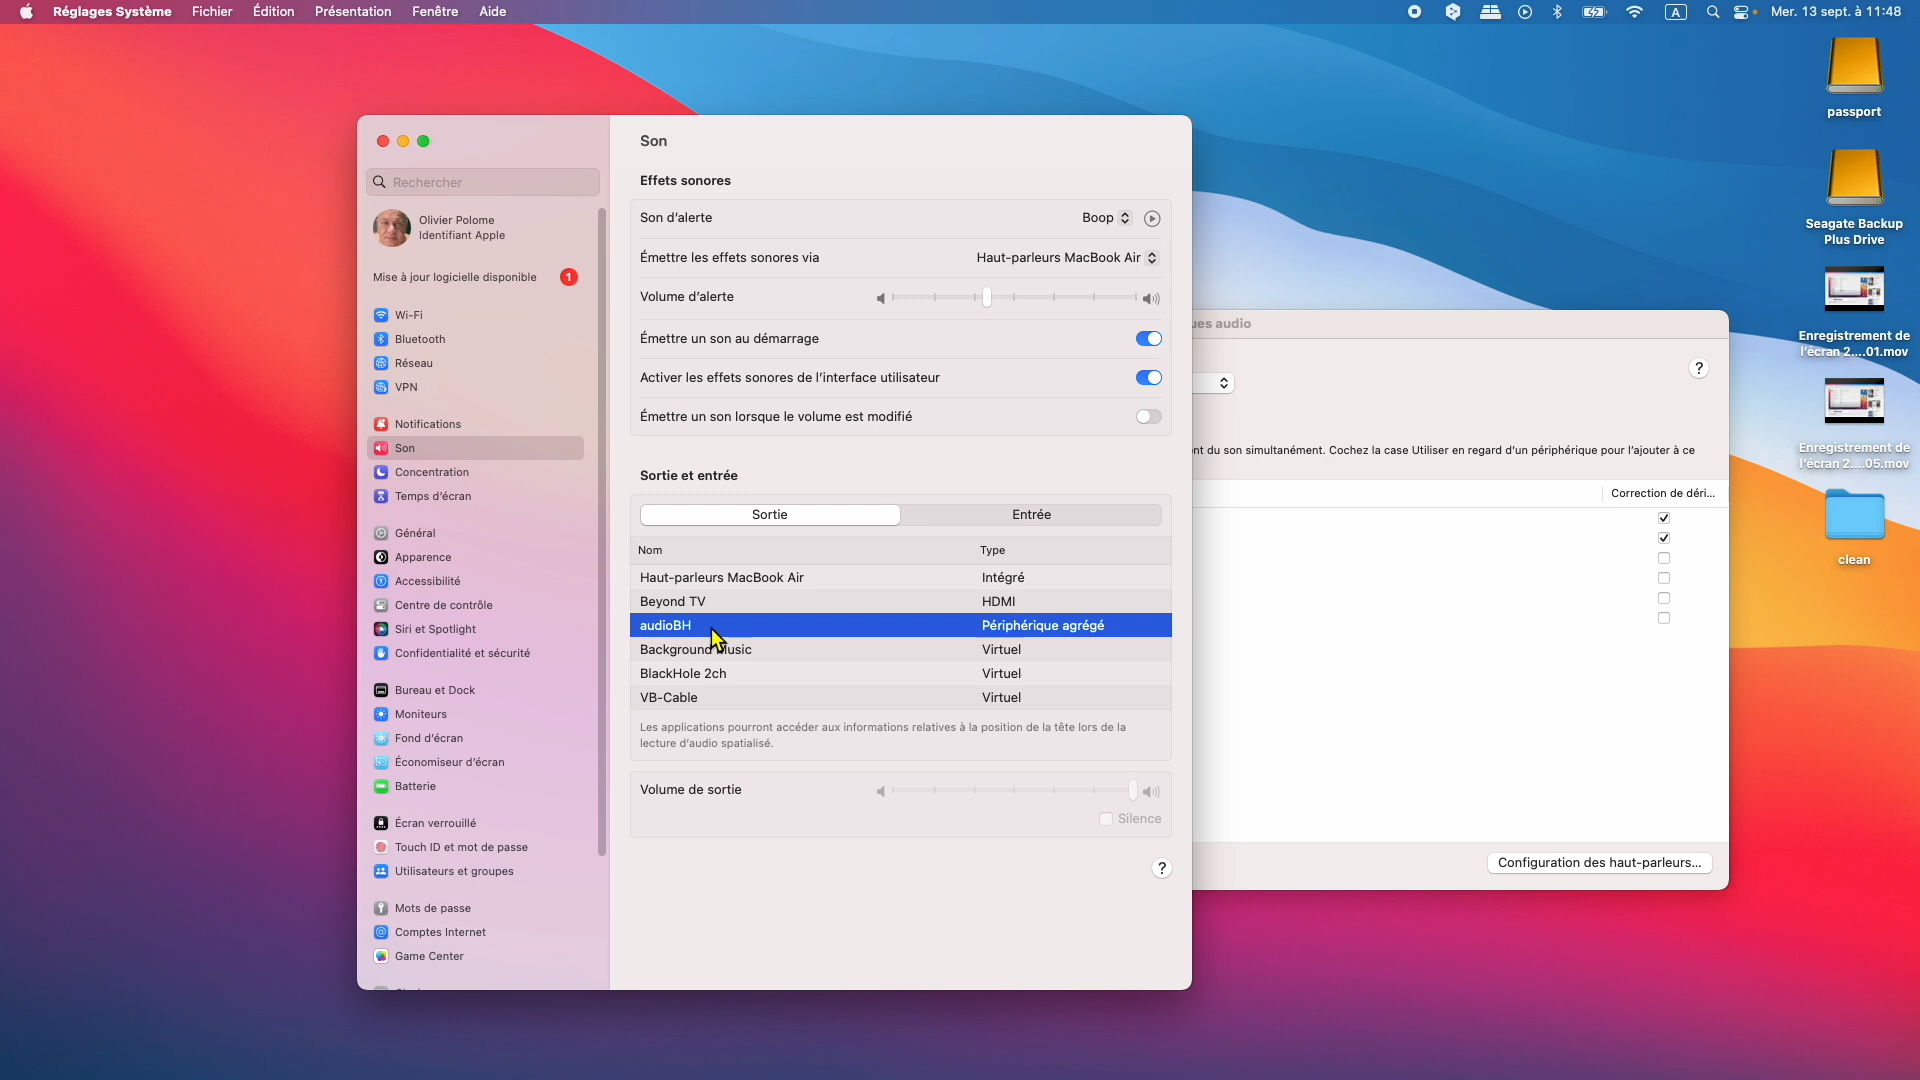 Réglages Système Fichier Édition Présentation Fenêtre Aide
A
Mer. 13 sept. à 11:48
passport
Seagate Backup
Plus Drive
Enregistrement de
l'écran 2....01.mov
Enregistrement de
l'écran 2....05.mov
clean
Rechercher
Olivier Polome
Identifiant Apple
Mise à jour logicielle disponible 1
Wi-Fi
Bluetooth
Réseau
VPN
Notifications
Son
Concentration
Temps d'écran
Général
Apparence
Accessibilité
Centre de contrôle
Siri et Spotlight
Confidentialité et sécurité
Bureau et Dock
Moniteurs
Fond d'écran
Économiseur d'écran
Batterie
Écran verrouillé
Touch ID et mot de passe
Utilisateurs et groupes
Mots de passe
Comptes Internet
Game Center
Son
Effets sonores
Son d'alerte Boop
Émettre les effets sonores via Haut-parleurs MacBook Air
Volume d'alerte
Émettre un son au démarrage
Activer les effets sonores de l'interface utilisateur
Émettre un son lorsque le volume est modifié
Sortie et entrée
Sortie Entrée
Nom Type
Haut-parleurs MacBook Air Intégré
Beyond TV HDMI
audioBH Périphérique agrégé
Background Music Virtuel
BlackHole 2ch Virtuel
VB-Cable Virtuel
Les applications pourront accéder aux informations relatives à la position de la tête lors de la
lecture d'audio spatialisé.
Volume de sortie
Silence
?
ues audio
?
nt du son simultanément. Cochez la case Utiliser en regard d'un périphérique pour l'ajouter à ce
Correction de déri...
Configuration des haut-parleurs...